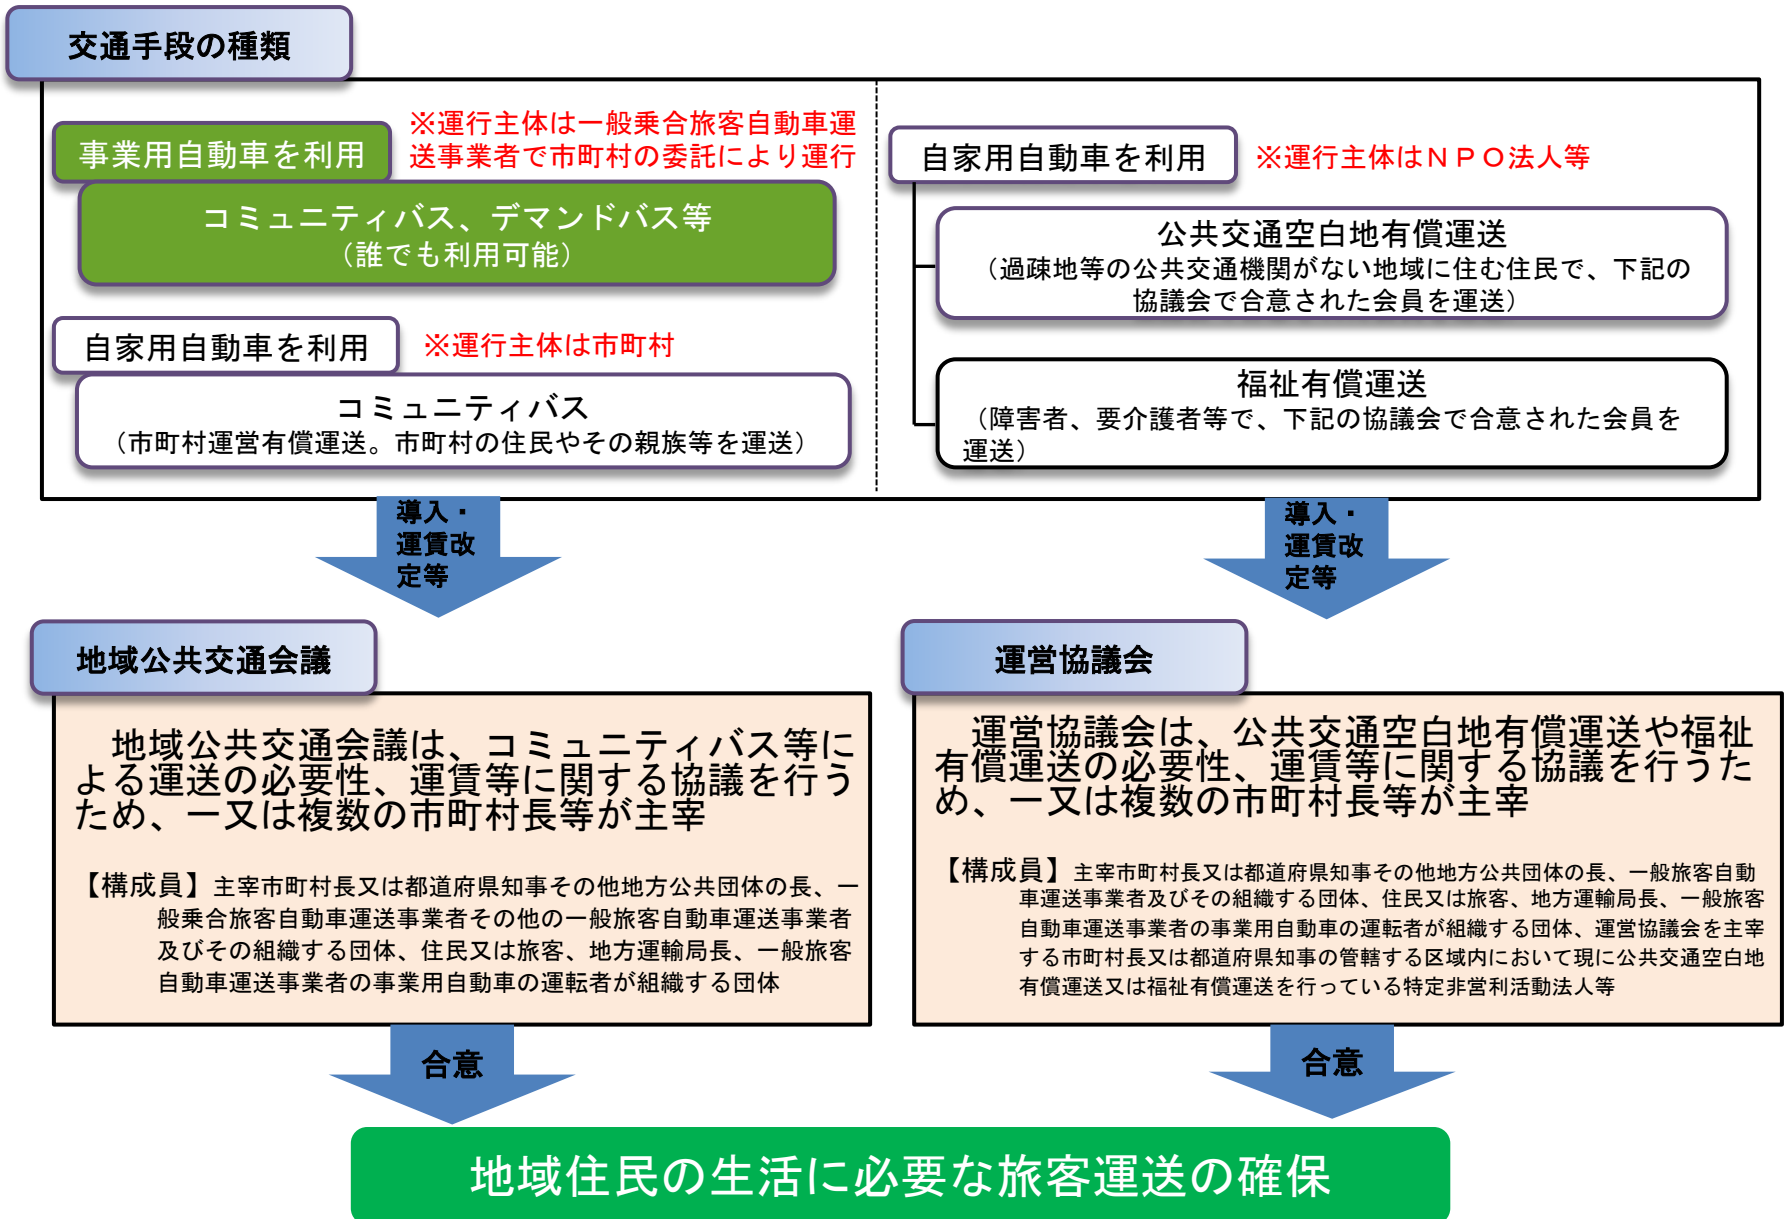 交通手段の種類
事業用自動車を利用
※運行主体は一般乗合旅客自動車運
送事業者で市町村の委託により運行
コミュニティバス、デマンドバス等
（誰でも利用可能）
自家用自動車を利用
※運行主体は市町村
コミュニティバス
（市町村運営有償運送。市町村の住民やその親族等を運送）
自家用自動車を利用
※運行主体はＮＰＯ法人等
公共交通空白地有償運送
（過疎地等の公共交通機関がない地域に住む住民で、下記の
協議会で合意された会員を運送）
福祉有償運送
（障害者、要介護者等で、下記の協議会で合意された会員を
運送）
導入・
運賃改
定等
導入・
運賃改
定等
地域公共交通会議
地域公共交通会議は、コミュニティバス等に
よる運送の必要性、運賃等に関する協議を行う
ため、一又は複数の市町村長等が主宰
【構成員】主宰市町村長又は都道府県知事その他地方公共団体の長、一
般乗合旅客自動車運送事業者その他の一般旅客自動車運送事業者
及びその組織する団体、住民又は旅客、地方運輸局長、一般旅客
自動車運送事業者の事業用自動車の運転者が組織する団体
運営協議会
運営協議会は、公共交通空白地有償運送や福祉
有償運送の必要性、運賃等に関する協議を行うた
め、一又は複数の市町村長等が主宰
【構成員】主宰市町村長又は都道府県知事その他地方公共団体の長、一般旅客自動
車運送事業者及びその組織する団体、住民又は旅客、地方運輸局長、一般旅客
自動車運送事業者の事業用自動車の運転者が組織する団体、運営協議会を主宰
する市町村長又は都道府県知事の管轄する区域内において現に公共交通空白地
有償運送又は福祉有償運送を行っている特定非営利活動法人等
合意
合意
地域住民の生活に必要な旅客運送の確保